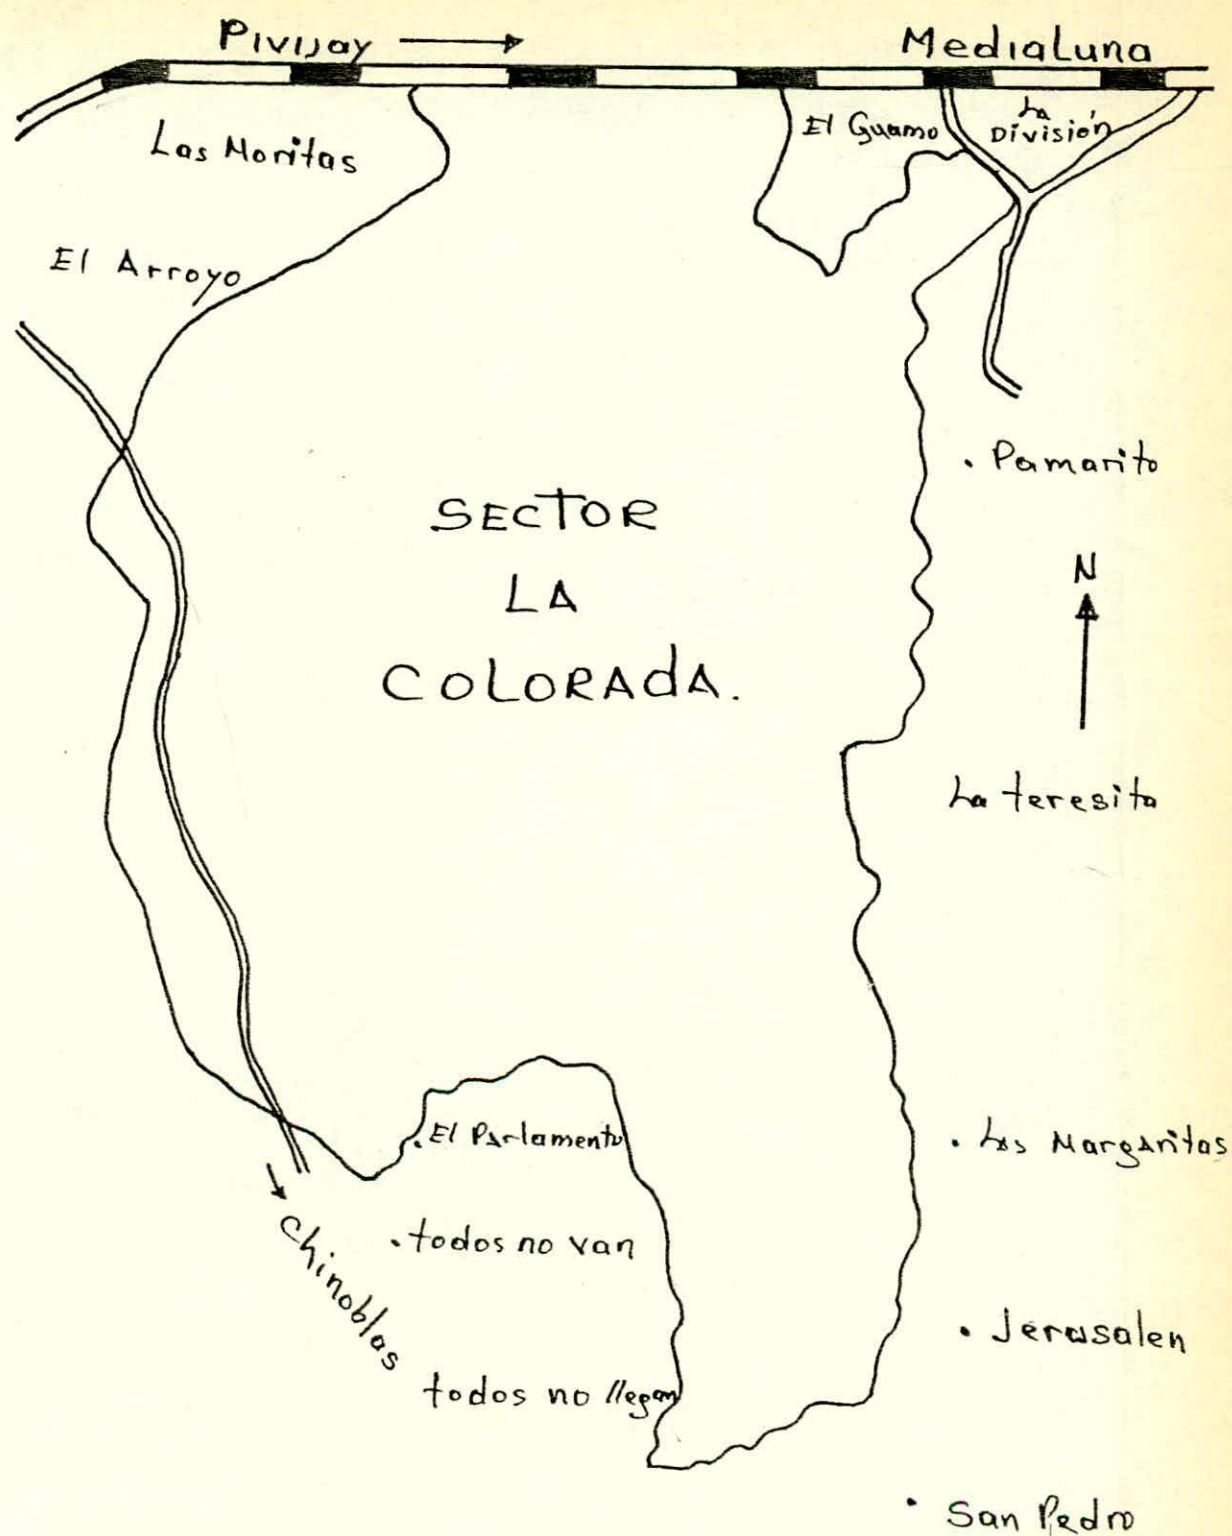 Pivijay
MediaLuna
Las Moritas
El Guamo
La
División
El Arroyo
Pamarito
SECTOR
LA
COLORADA.
N
La teresita
El Parlamento
Las Margaritas
todos no van
Chinoblas
Jerusalen
todos no llegan
San Pedro